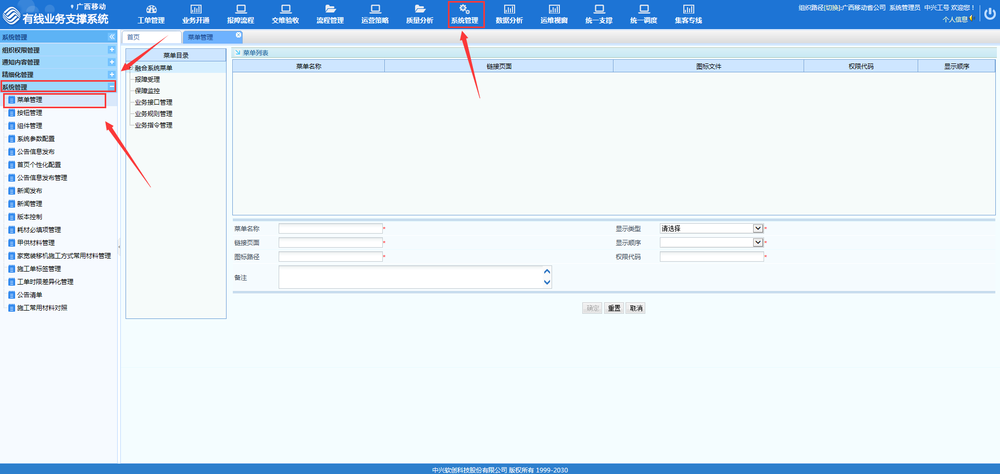 广西移动
有线业务支撑系统
工单管理 业务开通 报障流程 交维验收 流程管理 运营策略 质量分析 系统管理 数据分析 运维视窗 统一支撑 统一调度 集客专线
组织路径[切换]:广西移动省公司 系统管理员 中兴工号 欢迎您！
个人信息
系统管理
组织权限管理
通知内容管理
精细化管理
系统管理
菜单管理
按钮管理
组件管理
系统参数配置
公告信息发布
首页个性化配置
公告信息发布管理
新闻发布
新闻管理
版本控制
耗材必填项管理
甲供材料管理
家宽装移机施工方式常用材料管理
施工单标签管理
工单时限差异化管理
公告清单
施工常用材料对照
首页 菜单管理
菜单目录
融合系统菜单
报障受理
保障监控
业务接口管理
业务规则管理
业务指令管理
菜单列表
菜单名称 链接页面 图标文件 权限代码 显示顺序
菜单名称 * 显示类型 请选择 *
链接页面 * 显示顺序 *
图标路径 * 权限代码 *
备注
确定 重置 取消
中兴软创科技股份有限公司 版权所有 1999-2030